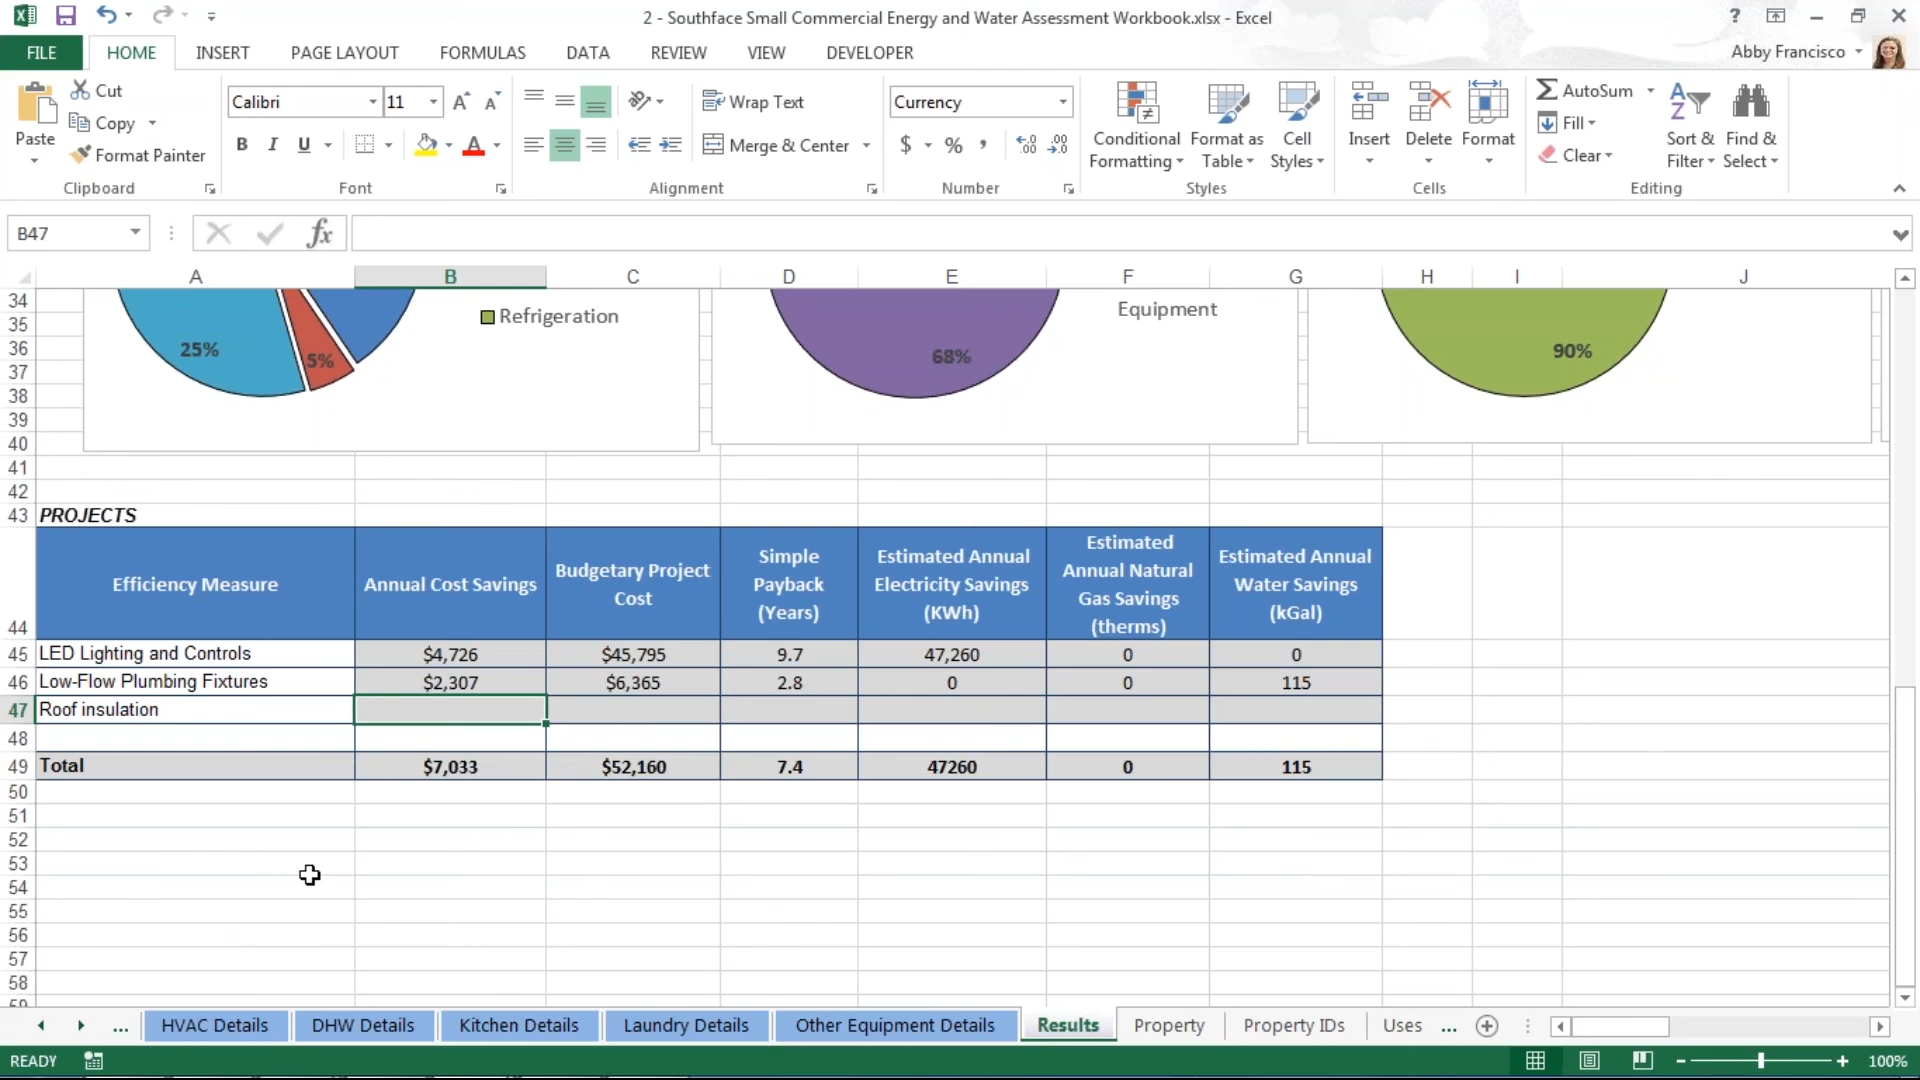 2 - Southface Small Commercial Energy and Water Assessment Workbook.xlsx - Excel
?
FILE HOME INSERT PAGE LAYOUT FORMULAS DATA REVIEW VIEW DEVELOPER
Abby Francisco
Paste
Cut
Copy
Format Painter
Clipboard
Calibri 11
B I U
Font
Wrap Text
Merge & Center
Alignment
Currency
$ % ,
Number
Conditional Formatting
Format as Table
Cell Styles
Styles
Insert Delete Format
Cells
AutoSum
Fill
Clear
Sort & Filter
Find & Select
Editing
B47
fx
A B C D E F G H I J
34
35 Refrigeration Equipment
36 25% 5% 68% 90%
37
38
39
40
41
42
43 PROJECTS
44 Efficiency Measure Annual Cost Savings Budgetary Project Cost Simple Payback (Years) Estimated Annual Electricity Savings (KWh) Estimated Annual Natural Gas Savings (therms) Estimated Annual Water Savings (kGal)
45 LED Lighting and Controls $4,726 $45,795 9.7 47,260 0 0
46 Low-Flow Plumbing Fixtures $2,307 $6,365 2.8 0 0 115
47 Roof insulation
48
49 Total $7,033 $52,160 7.4 47260 0 115
50
51
52
53
54
55
56
57
58
59
... HVAC Details DHW Details Kitchen Details Laundry Details Other Equipment Details Results Property Property IDs Uses ...
READY 100%